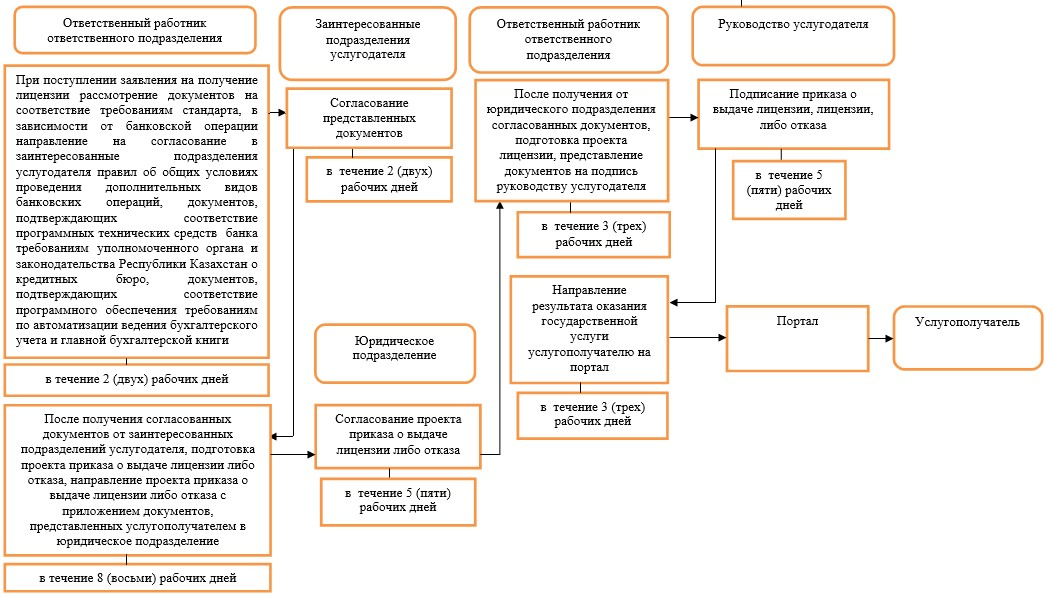 Ответственный работник
ответственного подразделения
При поступлении заявления на получение
лицензии рассмотрение документов на
соответствие требованиям стандарта, в
зависимости от банковской операции
направление на согласование в
заинтересованные подразделения
услугодателя правил об общих условиях
проведения дополнительных видов
банковских операций, документов,
подтверждающих соответствие
программных технических средств банка
требованиям уполномоченного органа и
законодательства Республики Казахстан о
кредитных бюро, документов,
подтверждающих соответствие
программного обеспечения требованиям
по автоматизации ведения бухгалтерского
учета и главной бухгалтерской книги
в течение 2 (двух) рабочих дней
После получения согласованных
документов от заинтересованных
подразделений услугодателя, подготовка
проекта приказа о выдаче лицензии либо
отказа, направление проекта приказа о
выдаче лицензии либо отказа с
приложением документов,
представленных услугополучателем в
юридическое подразделение
в течение 8 (восьми) рабочих дней
Заинтересованные
подразделения
услугодателя
Согласование
представленных
документов
в течение 2 (двух)
рабочих дней
Юридическое
подразделение
Согласование проекта
приказа о выдаче
лицензии либо отказа
в течение 5 (пяти)
рабочих дней
Ответственный работник
ответственного
подразделения
После получения от
юридического подразделения
согласованных документов,
подготовка проекта
лицензии, представление
документов на подпись
руководству услугодателя
в течение 3 (трех)
рабочих дней
Направление
результата оказания
государственной
услуги
услугополучателю на
портал
в течение 3 (трех)
рабочих дней
Руководство услугодателя
Подписание приказа о
выдаче лицензии, лицензии,
либо отказа
в течение 5
(пяти) рабочих
дней
Портал
Услугополучатель